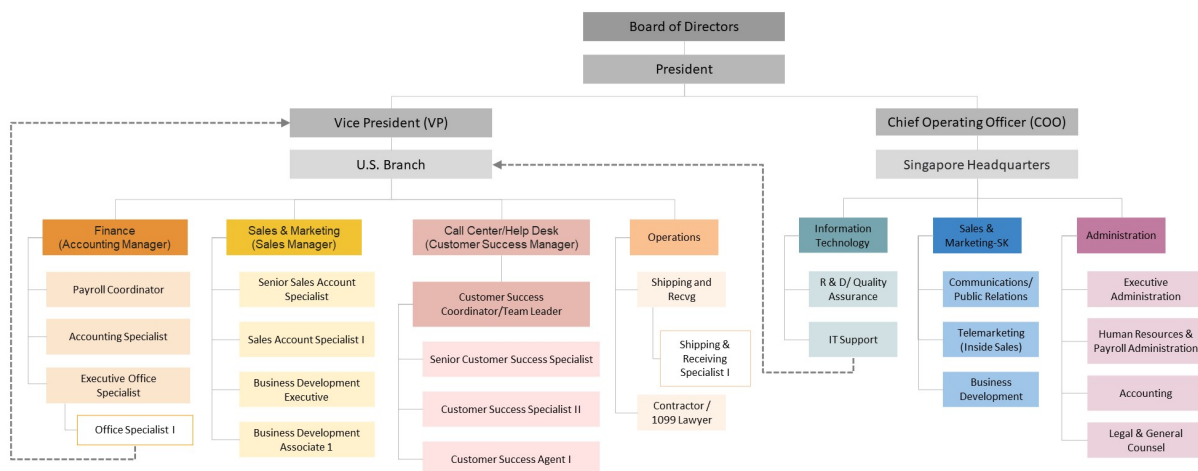 Board of Directors
President
Vice President (VP)
Chief Operating Officer (COO)
U.S. Branch
Singapore Headquarters
Finance
(Accounting Manager)
Payroll Coordinator
Accounting Specialist
Executive Office
Specialist
Office Specialist I
Sales & Marketing
(Sales Manager)
Senior Sales Account
Specialist
Sales Account Specialist I
Business Development
Executive
Business Development
Associate 1
Call Center/Help Desk
(Customer Success Manager)
Customer Success
Coordinator/Team Leader
Senior Customer Success Specialist
Customer Success Specialist II
Customer Success Agent I
Operations
Shipping and
Recvg
Shipping &
Receiving
Specialist I
Contractor /
1099 Lawyer
Information
Technology
R & D/ Quality
Assurance
IT Support
Sales &
Marketing-SK
Communications/
Public Relations
Telemarketing
(Inside Sales)
Business
Development
Administration
Executive
Administration
Human Resources &
Payroll Administration
Accounting
Legal & General
Counsel